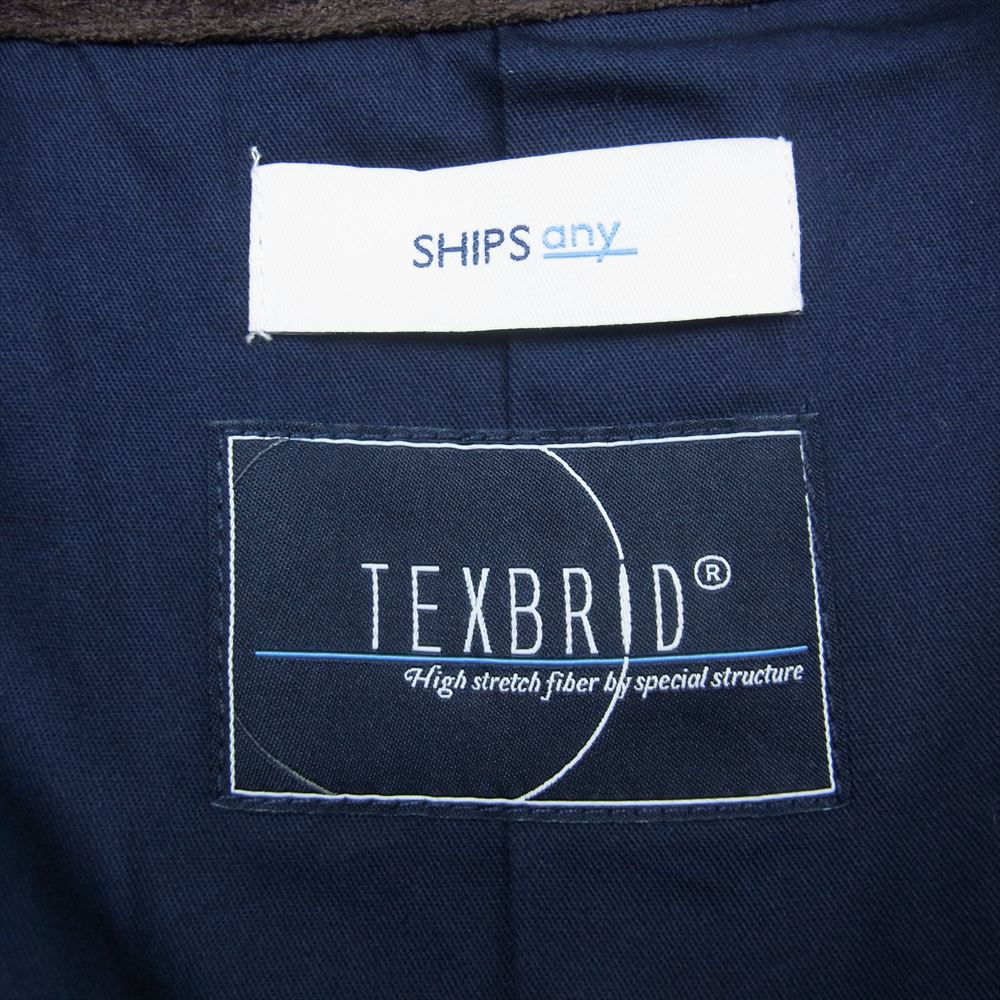 SHIPS any
TEXBRID®
High stretch fiber by special structure